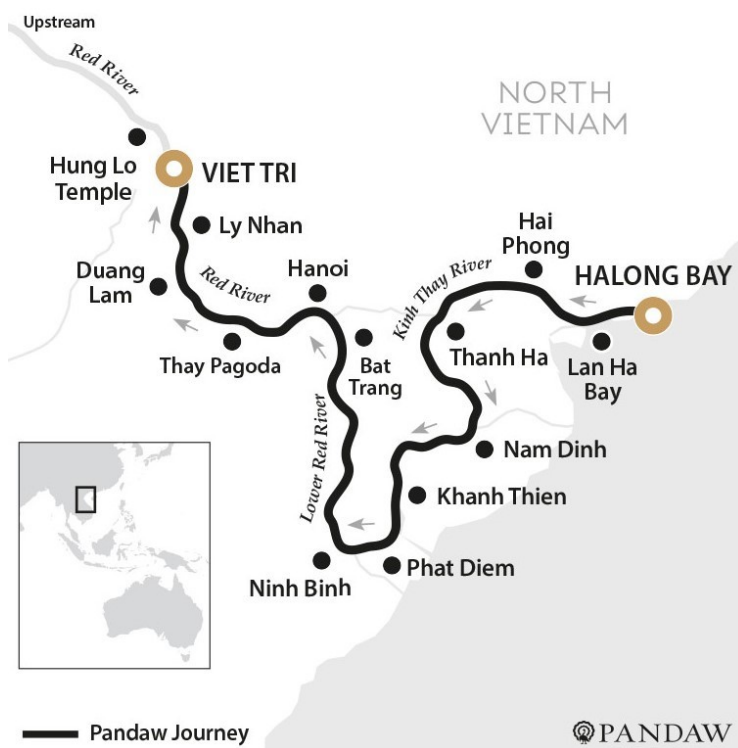 Upstream
Red River
NORTH
VIETNAM
Hung Lo
Temple
VIET TRI
Ly Nhan
Hai
Phong
Duang
Lam
Red River
Hanoi
Kinh Thay River
HALONG BAY
Thay Pagoda
Bat
Trang
Thanh Ha
Lan Ha
Bay
Lower Red River
Nam Dinh
Khanh Thien
Ninh Binh
Phat Diem
Pandaw Journey
PANDAW